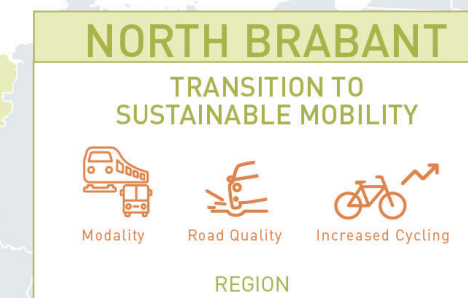 NORTH BRABANT
TRANSITION TO
SUSTAINABLE MOBILITY
Modality Road Quality Increased Cycling
REGION